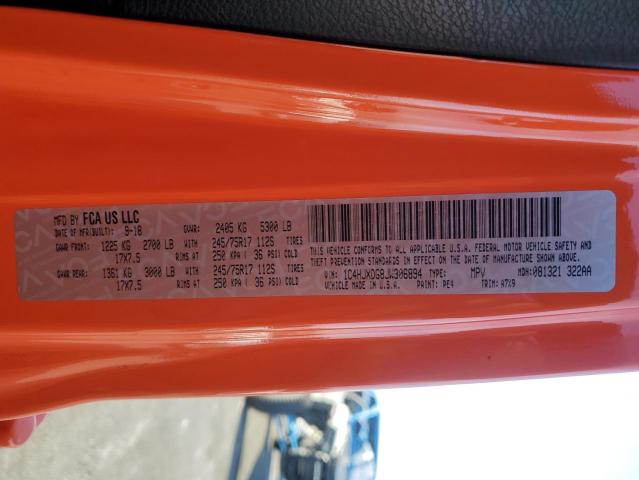 MFD BY FCA US LLC
DATE OF MFR(BUILT): 9-18 GVWR: 2405 KG 5300 LB
GAWR FRONT: 1225 KG 2700 LB WITH 245/75R17 112S TIRES
17X7.5 RIMS AT 250 KPA ( 36 PSI) COLD
GAWR REAR: 1361 KG 3000 LB WITH 245/75R17 112S TIRES
17X7.5 RIMS AT 250 KPA ( 36 PSI) COLD
THIS VEHICLE CONFORMS TO ALL APPLICABLE U.S.A. FEDERAL MOTOR VEHICLE SAFETY AND
THEFT PREVENTION STANDARDS IN EFFECT ON THE DATE OF MANUFACTURE SHOWN ABOVE.
VIN: 1C4HJXDG8JW306894 TYPE: MPV MDH: 081321 322AA
VEHICLE MADE IN U.S.A. PAINT: PE4 TRIM: A7X9